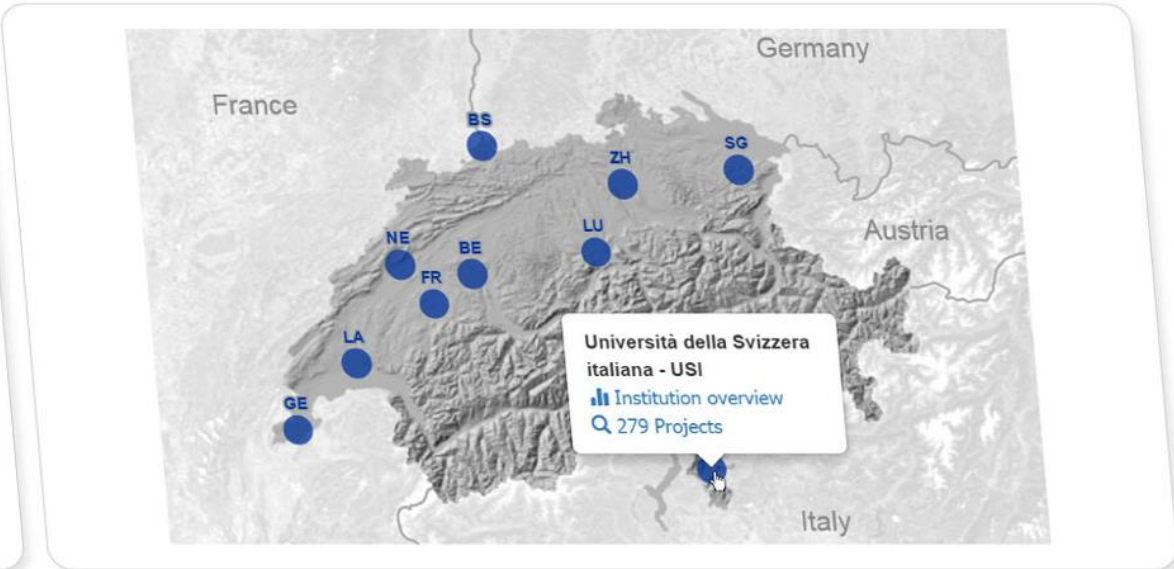 Germany
France
BS
SG
ZH
LU
Austria
NE
BE
FR
LA
GE
Università della Svizzera
italiana - USI
Institution overview
279 Projects
Italy